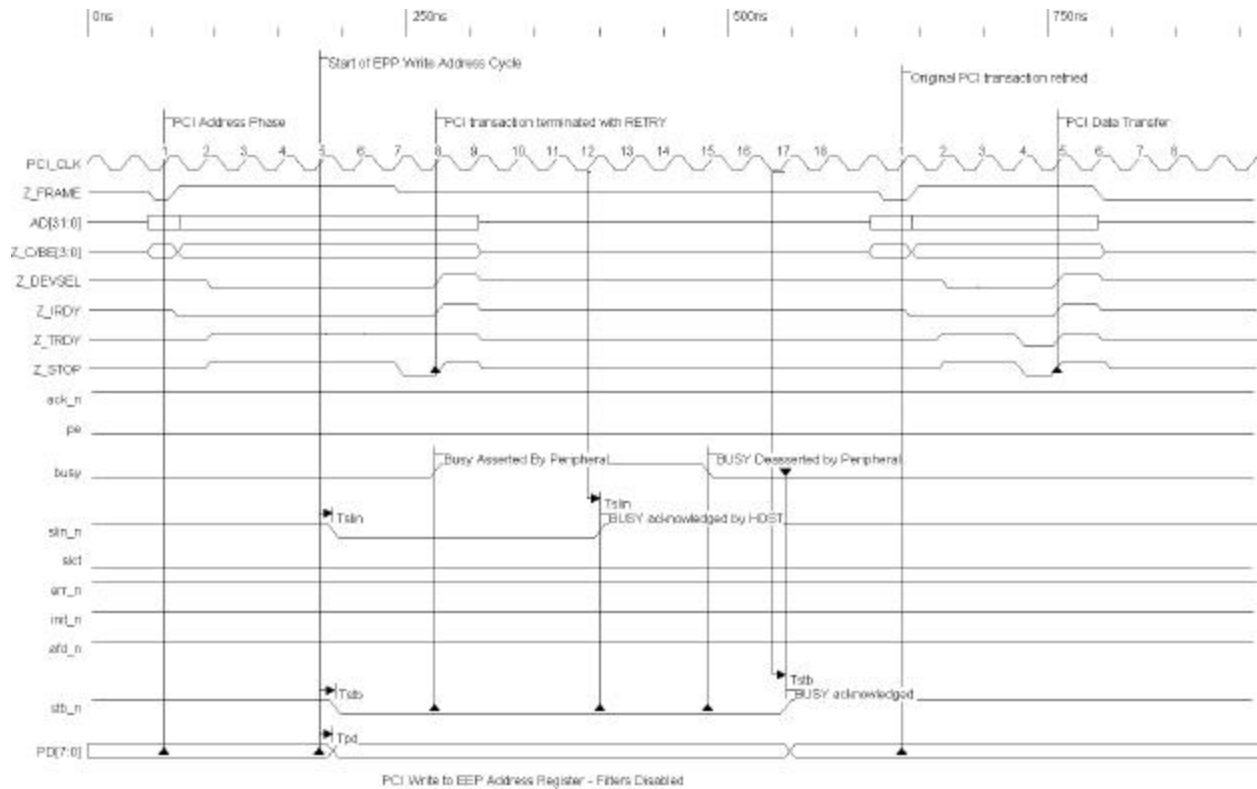 0ns 250ns 500ns 750ns
Start of EPP Write Address Cycle
Original PCI transaction retried
PCI Address Phase PCI transaction terminated with RETRY PCI Data Transfer
PCI_CLK 1 2 3 4 5 6 7 8 9 10 11 12 13 14 15 16 17 18 1 2 3 4 5 6 7 8
Z_FRAME
AD[31:0]
Z_C/BE[3:0]
Z_DEVSEL
Z_IRDY
Z_TRDY
Z_STOP
ack_n
pe
Busy Asserted By Peripheral BUSY Deasserted by Peripheral
busy
Tslin
Tslin BUSY acknowledged by HOST
slin_n
slct
err_n
init_n
afd_n
Tstb
Tstb BUSY acknowledged
stb_n
Tpd
PD[7:0]
PCI Write to EEP Address Register - Filters Disabled